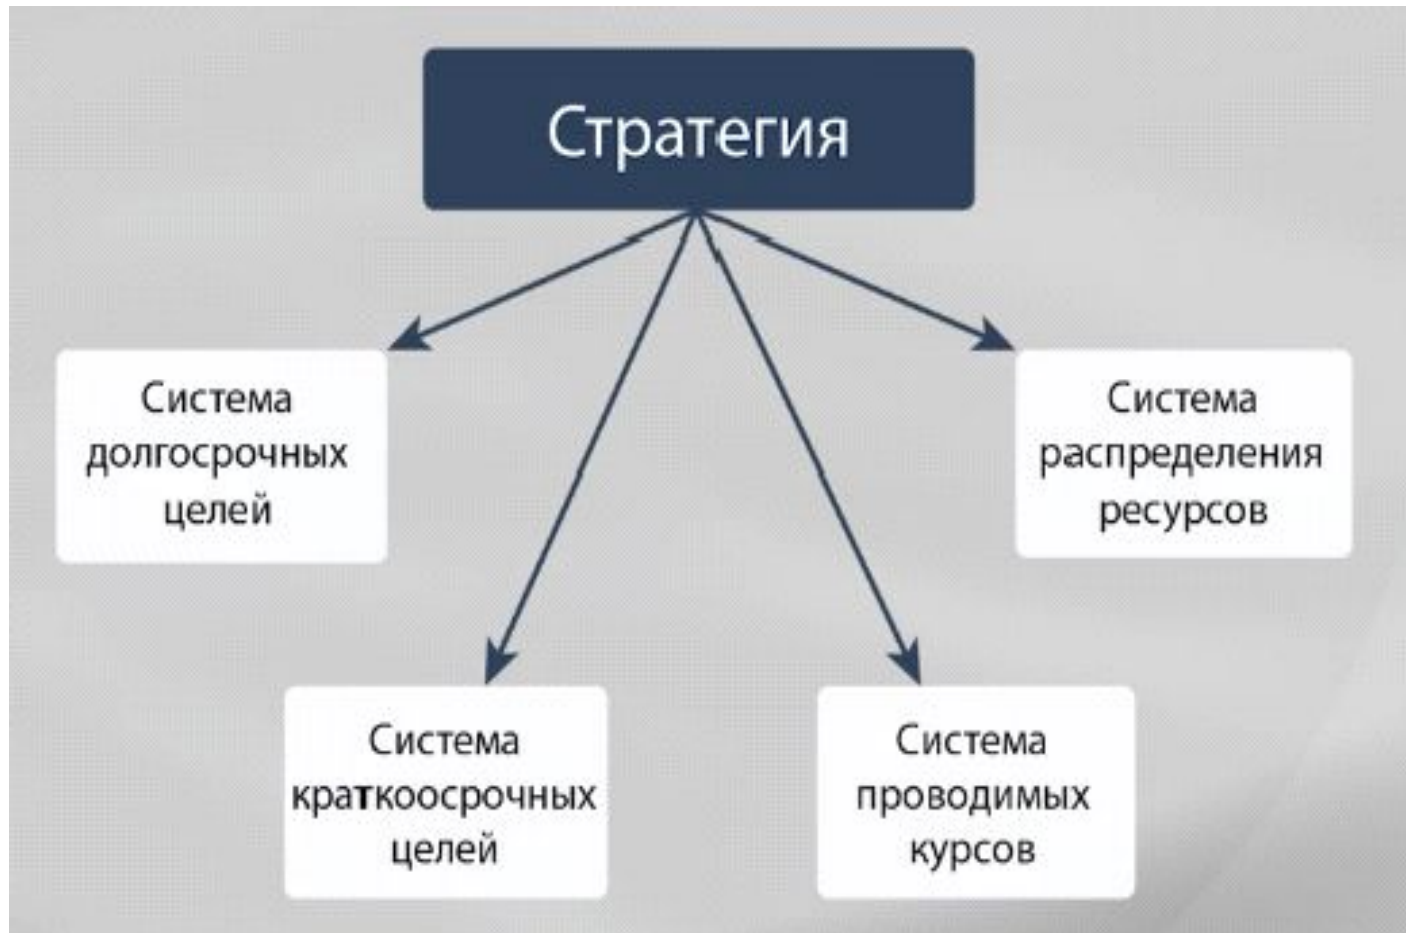 Стратегия
Система
долгосрочных
целей
Система
распределения
ресурсов
Система
краткоосрочных
целей
Система
проводимых
курсов